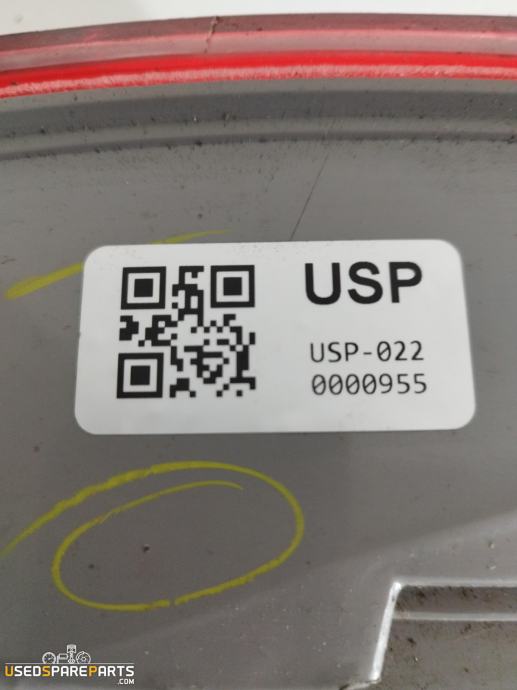 USP
USP-022
0000955
USEDSPAREPARTS
.COM